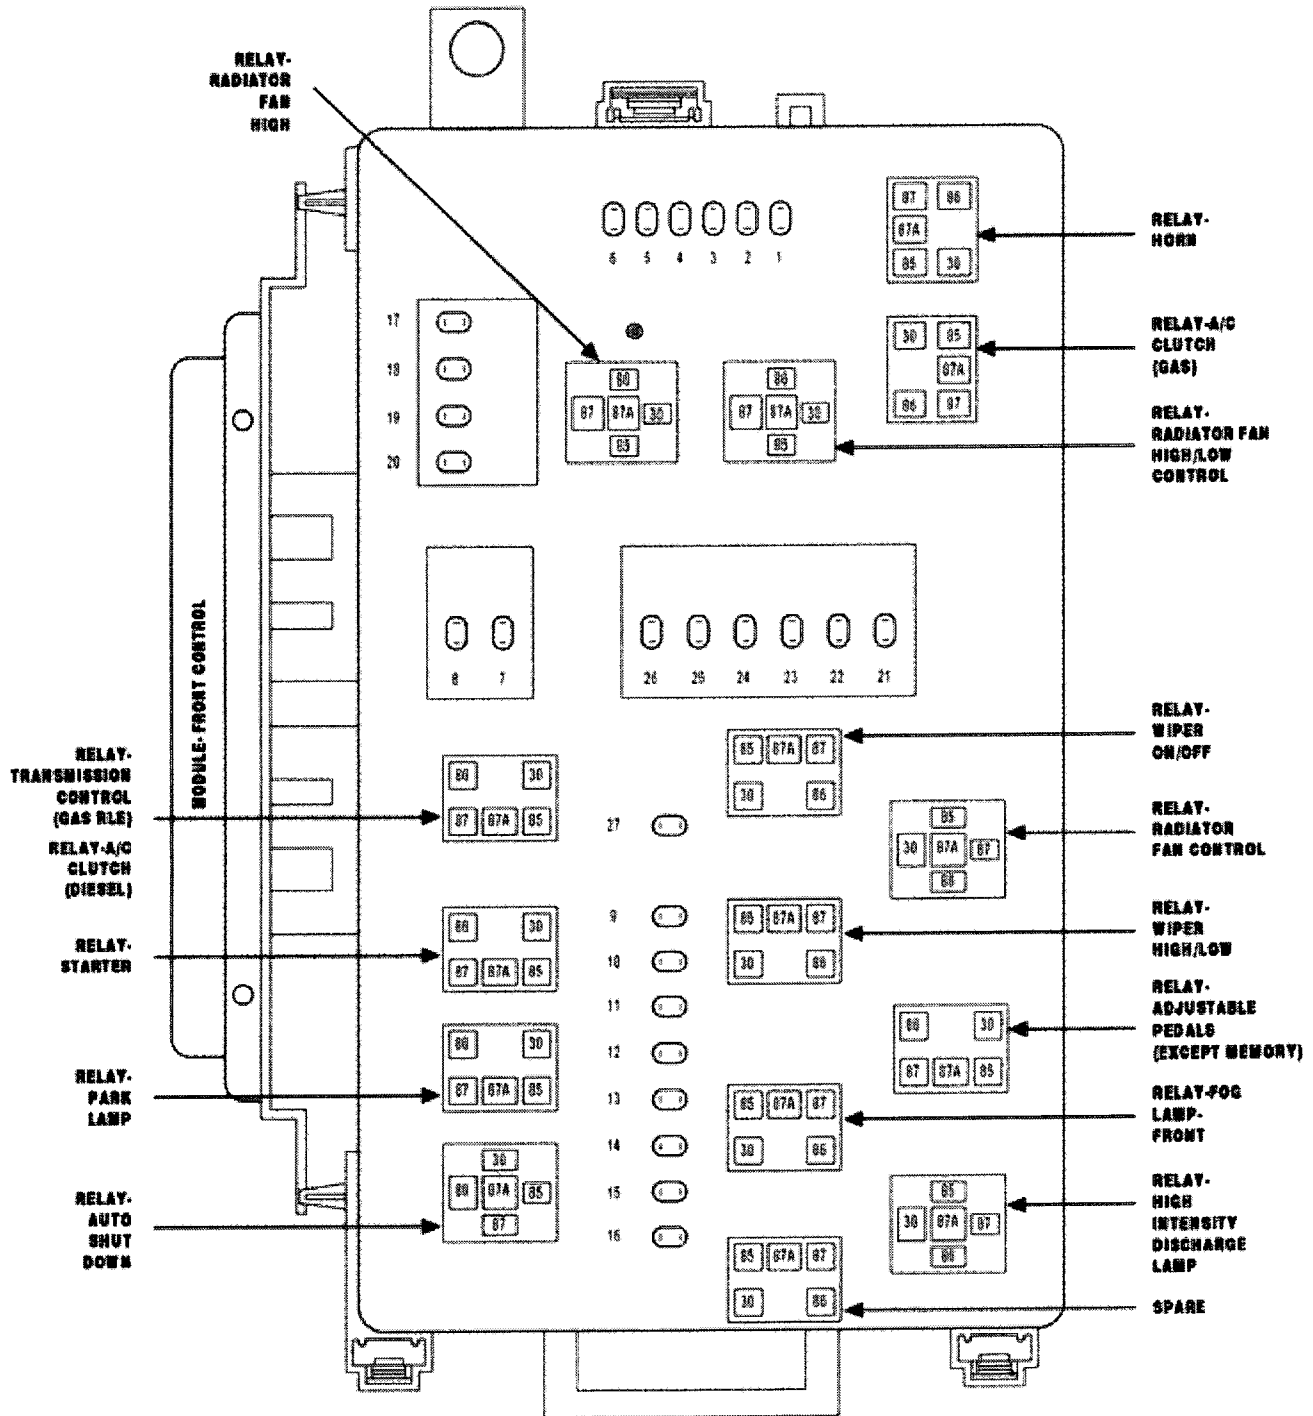 RELAY-
RADIATOR
FAN
HIGH
87 86
87A
85 30
RELAY-
HORN
6 5 4 3 2 1
30 85
87A
86 87
RELAY-A/C
CLUTCH
(GAS)
17
18
19
20
86
87 87A 30
85
86
87 87A 30
85
RELAY-
RADIATOR FAN
HIGH/LOW
CONTROL
MODULE-FRONT CONTROL
8 7
26 25 24 23 22 21
85 87A 87
30 86
RELAY-
WIPER
ON/OFF
RELAY-
TRANSMISSION
CONTROL
(GAS RLE)
RELAY-A/C
CLUTCH
(DIESEL)
86 30
87 87A 85
27
85
30 87A 87
86
RELAY-
RADIATOR
FAN CONTROL
RELAY-
STARTER
86 30
87 87A 85
9
10
11
12
13
14
15
16
85 87A 87
30 86
RELAY-
WIPER
HIGH/LOW
86 30
87 87A 85
RELAY-
ADJUSTABLE
PEDALS
(EXCEPT MEMORY)
RELAY-
PARK
LAMP
86 30
87 87A 85
85 87A 87
30 86
RELAY-FOG
LAMP-
FRONT
RELAY-
AUTO
SHUT
DOWN
30
86 87A 85
87
85
30 87A 87
86
RELAY-
HIGH
INTENSITY
DISCHARGE
LAMP
85 87A 87
30 86
SPARE